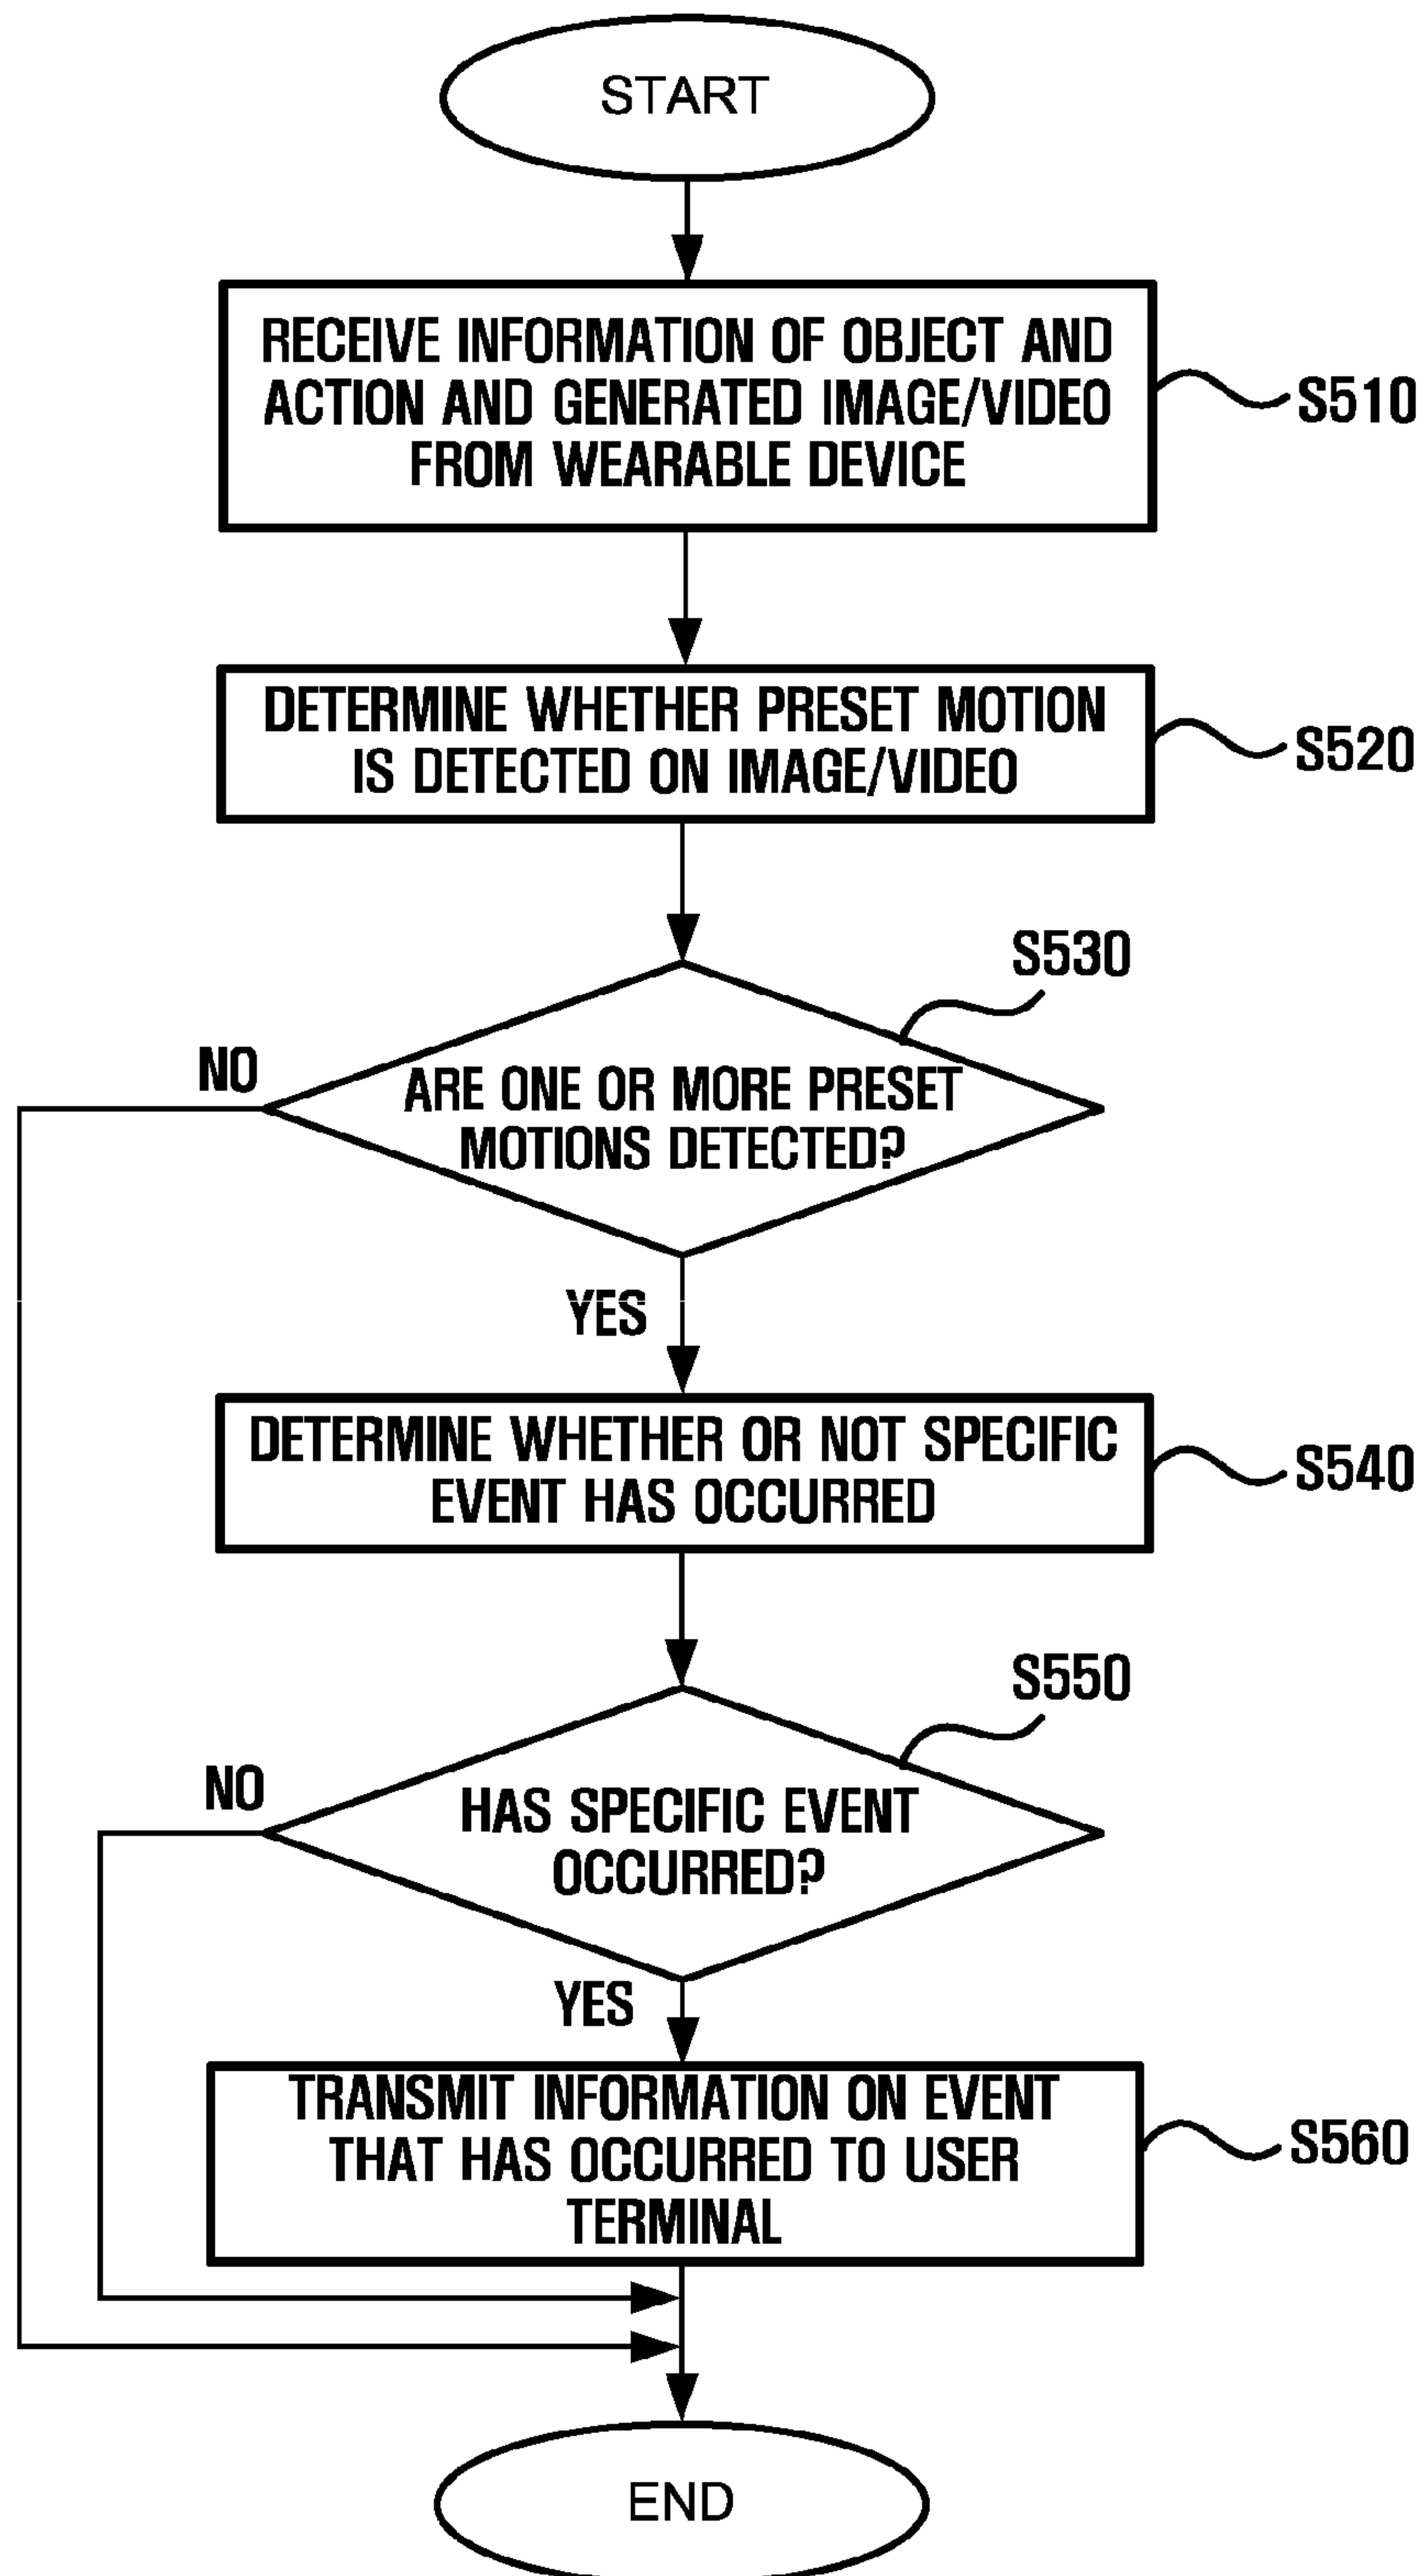 START
RECEIVE INFORMATION OF OBJECT AND
ACTION AND GENERATED IMAGE/VIDEO
FROM WEARABLE DEVICE
S510
DETERMINE WHETHER PRESET MOTION
IS DETECTED ON IMAGE/VIDEO
S520
S530
NO
ARE ONE OR MORE PRESET
MOTIONS DETECTED?
YES
DETERMINE WHETHER OR NOT SPECIFIC
EVENT HAS OCCURRED
S540
S550
NO
HAS SPECIFIC EVENT
OCCURRED?
YES
TRANSMIT INFORMATION ON EVENT
THAT HAS OCCURRED TO USER
TERMINAL
S560
END